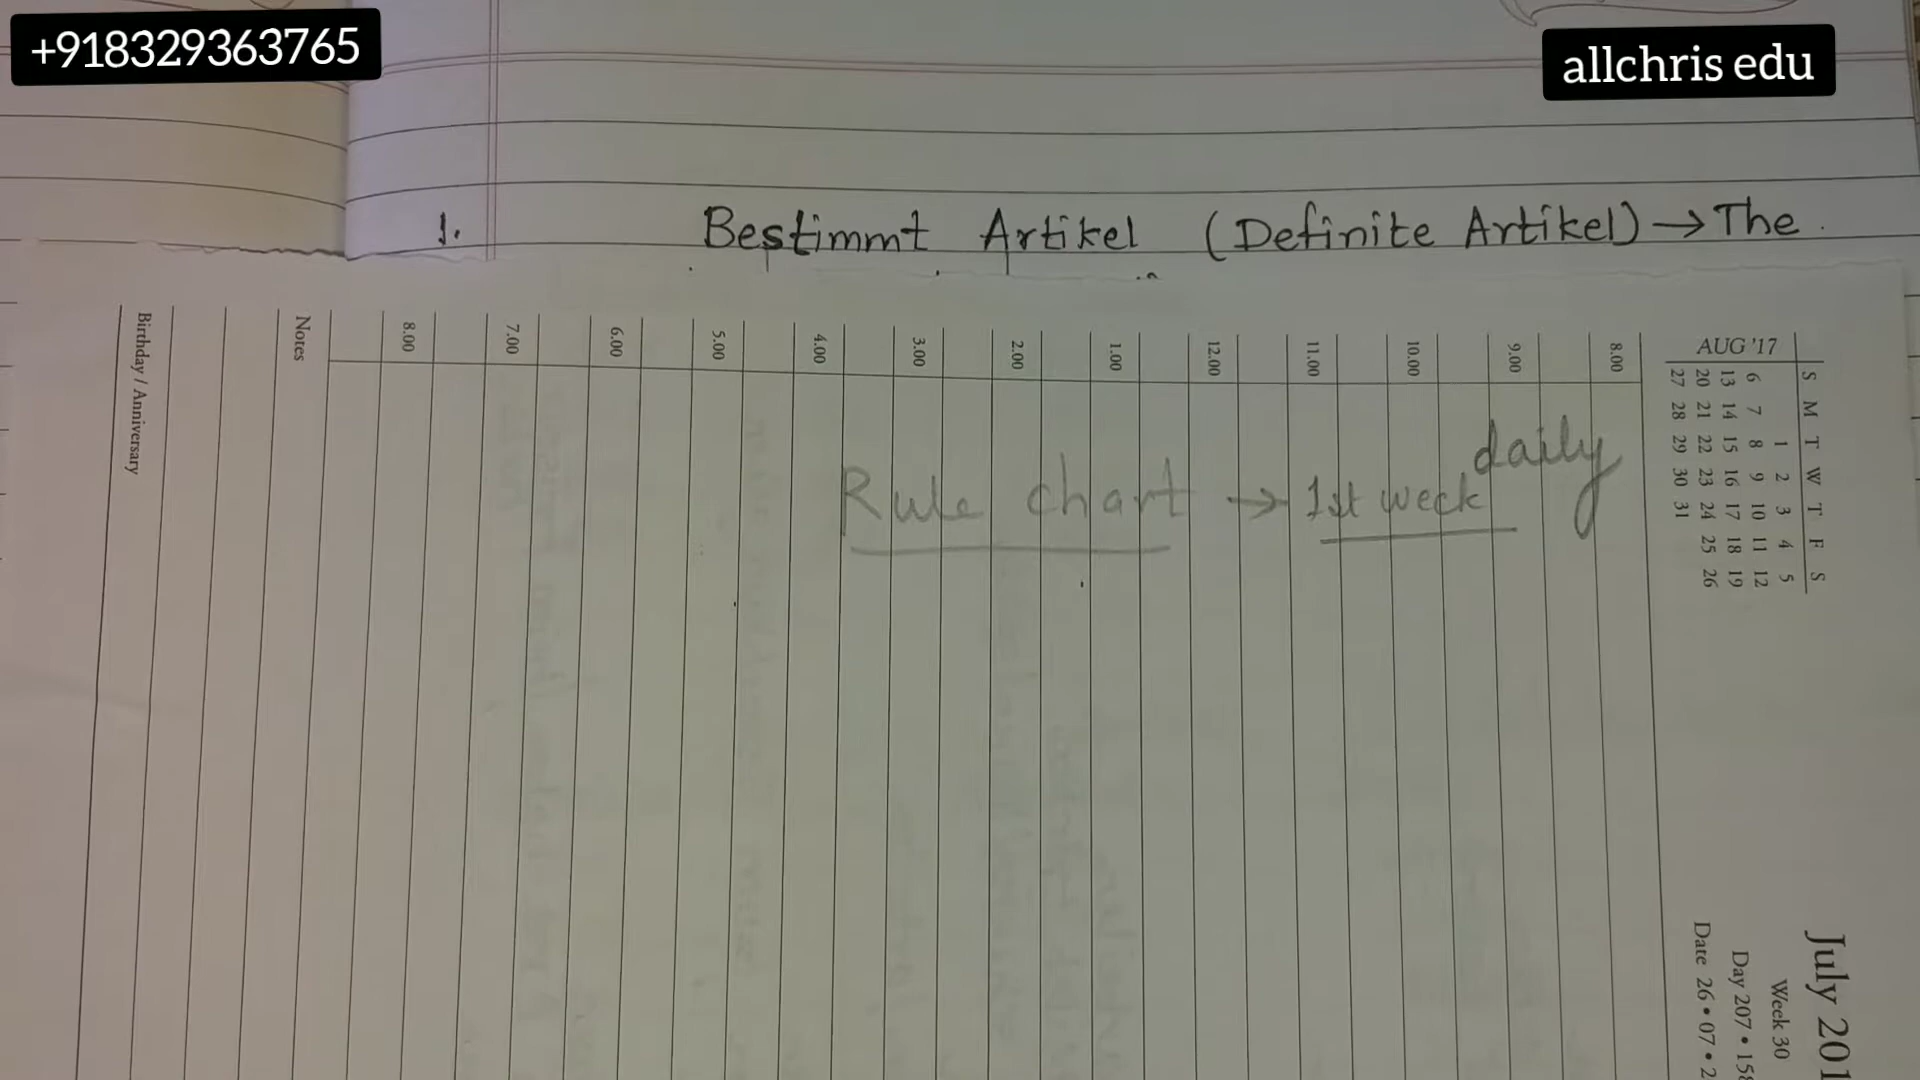 +918329363765
allchris edu
1. Bestimmt Artikel (Definite Artikel) → The
AUG '17
S M T W T F S
1 2 3 4 5
6 7 8 9 10 11 12
13 14 15 16 17 18 19
20 21 22 23 24 25 26
27 28 29 30 31
8.00
9.00
10.00
11.00
12.00
1.00
2.00
3.00
4.00
5.00
6.00
7.00
8.00
Notes
Birthday / Anniversary
daily
Rule chart → 1st week
July 201
Week 30
Day 207 • 158
Date 26 • 07 • 2